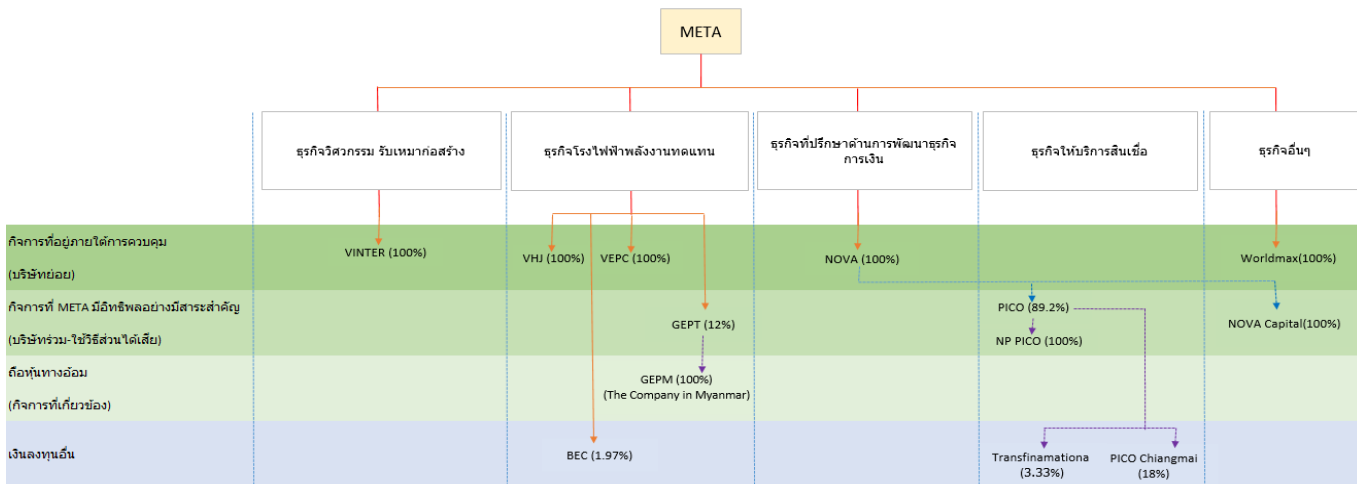 META
ธุรกิจวิศวกรรม รับเหมาก่อสร้าง
ธุรกิจโรงไฟฟ้าพลังงานทดแทน
ธุรกิจที่ปรึกษาด้านการพัฒนาธุรกิจ
การเงิน
ธุรกิจให้บริการสินเชื่อ
ธุรกิจอื่นๆ
กิจการที่อยู่ภายใต้การควบคุม
(บริษัทย่อย)
VINTER (100%)
VHJ (100%)
VEPC (100%)
NOVA (100%)
Worldmax(100%)
กิจการที่ META มีอิทธิพลอย่างมีสาระสำคัญ
(บริษัทร่วม-ใช้วิธีส่วนได้เสีย)
GEPT (12%)
PICO (89.2%)
NP PICO (100%)
NOVA Capital(100%)
ถือหุ้นทางอ้อม
(กิจการที่เกี่ยวข้อง)
GEPM (100%)
(The Company in Myanmar)
เงินลงทุนอื่น
BEC (1.97%)
Transfinamationa
(3.33%)
PICO Chiangmai
(18%)